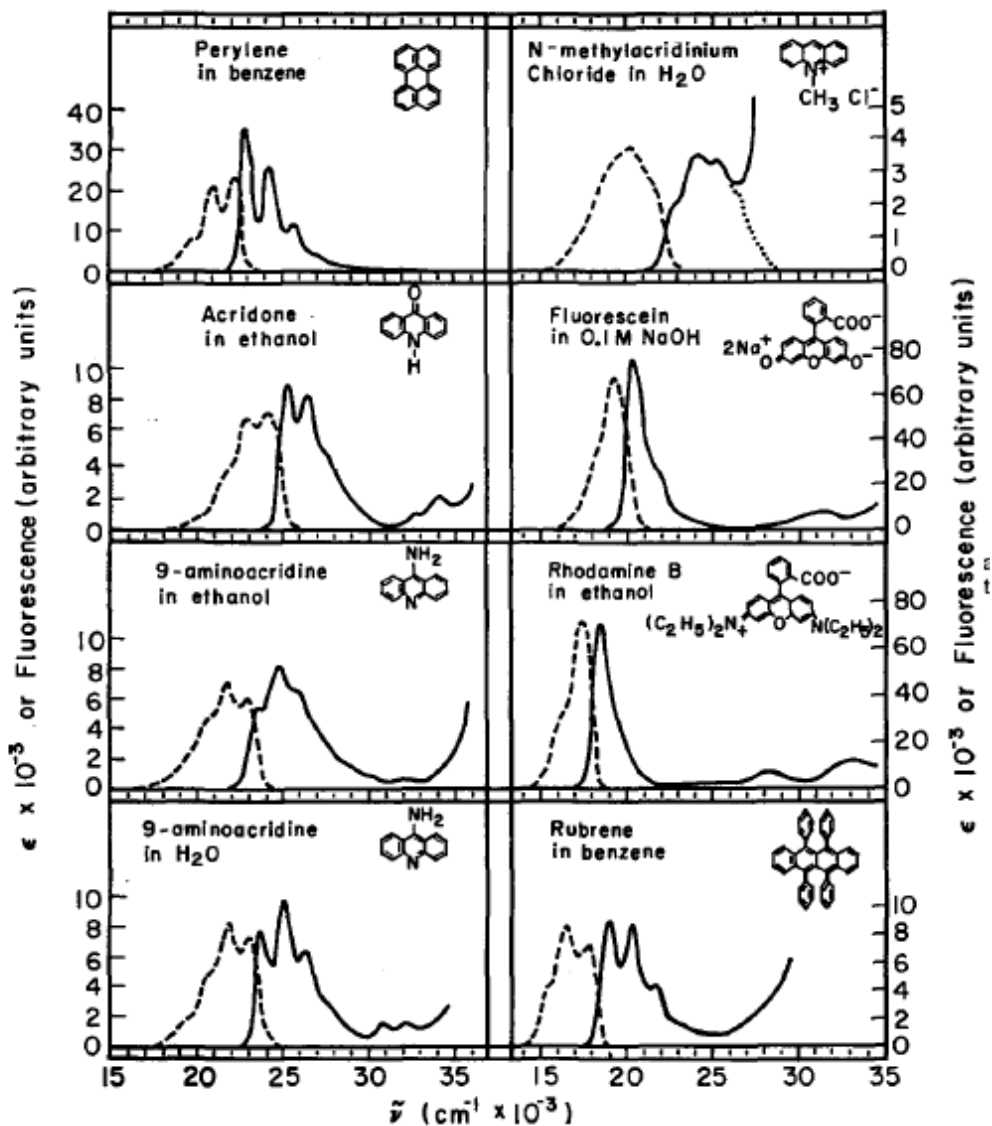 Perylene
in benzene
40
30
20
10
0
N-methylacridinium
Chloride in H2O
N+
CH3 Cl-
5
4
3
2
1
0
Acridone
in ethanol
O
N
H
10
8
6
4
2
0
Fluorescein
in 0.1M NaOH
COO-
2Na+
O
O
O-
80
60
40
20
0
9-aminoacridine
in ethanol
NH2
N
10
8
6
4
2
0
Rhodamine B
in ethanol
COO-
(C2H5)2N+
O
N(C2H5)2
80
60
40
20
0
a
t
9-aminoacridine
in H2O
NH2
N
10
8
6
4
2
0
Rubrene
in benzene
10
8
6
4
2
0
15 20 25 30 35
15 20 25 30 35
ν̃ (cm-1 x 10-3)
ϵ x 10-3 or Fluorescence (arbitrary units)
ϵ x 10-3 or Fluorescence (arbitrary units)